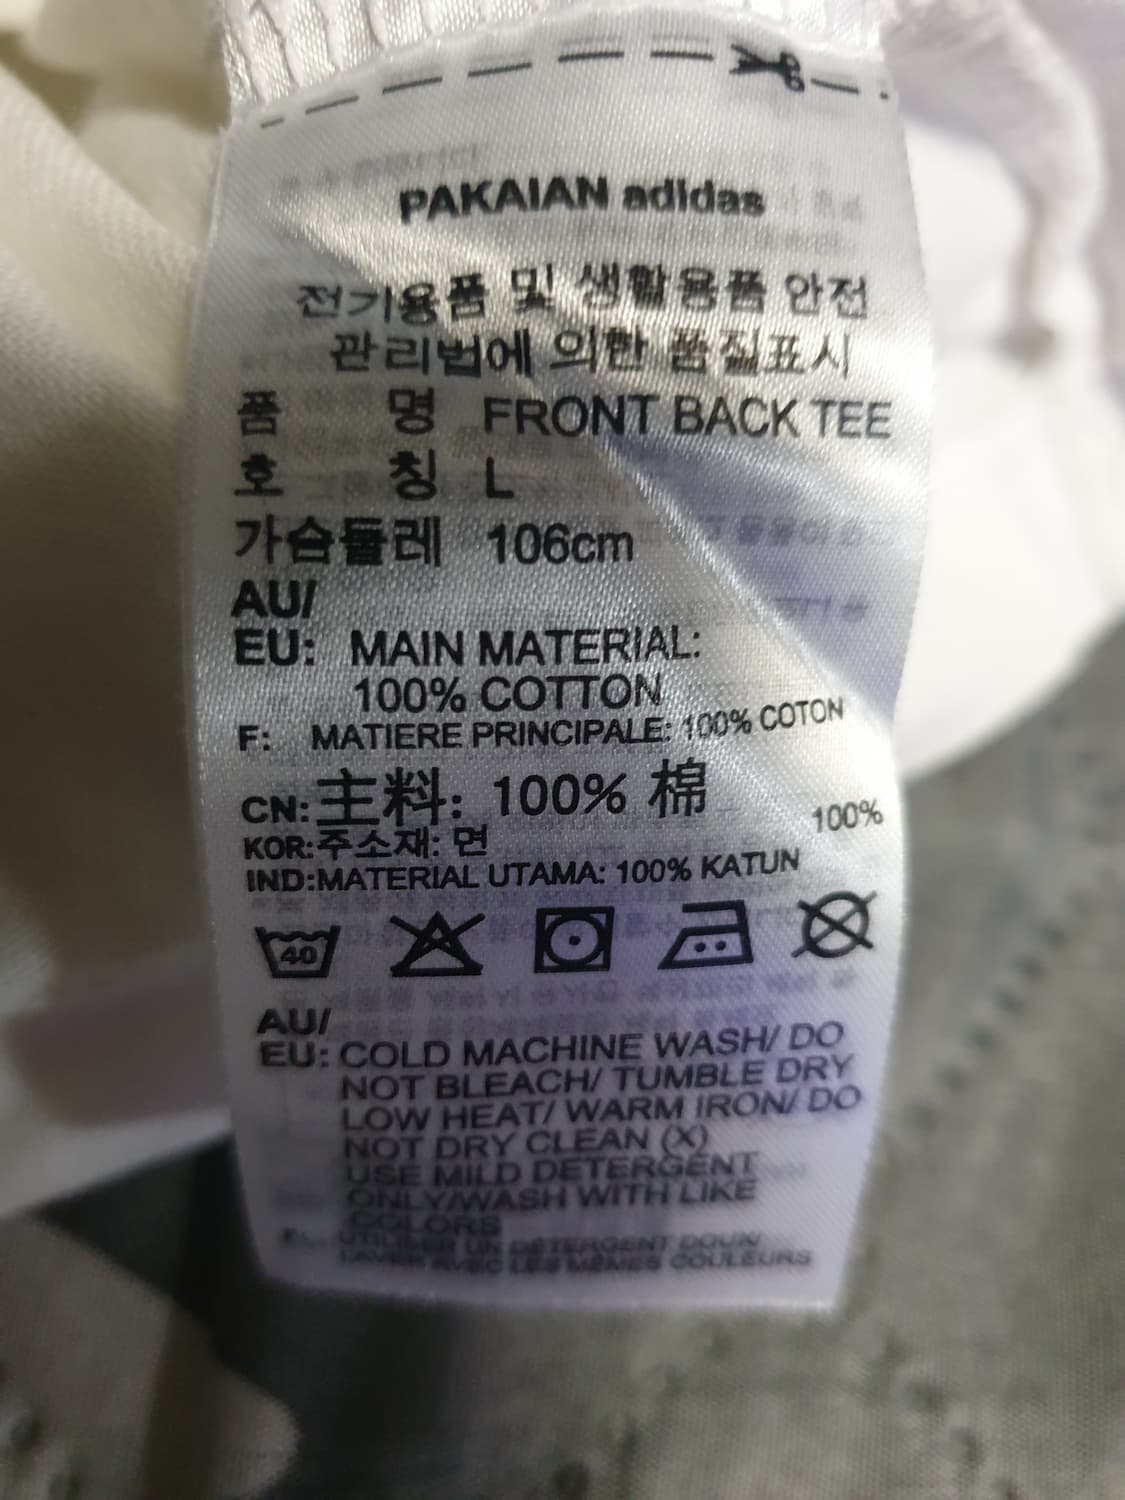 PAKAIAN adidas
전기용품 및 생활용품 안전
관리법에 의한 품질표시
품 명 FRONT BACK TEE
호 칭 L
가슴둘레 106cm
AU/
EU: MAIN MATERIAL:
100% COTTON
F: MATIERE PRINCIPALE: 100% COTON
CN: 主料: 100% 棉
KOR:주소재: 면 100%
IND:MATERIAL UTAMA: 100% KATUN
40
AU/
EU: COLD MACHINE WASH/ DO
NOT BLEACH/ TUMBLE DRY
LOW HEAT/ WARM IRON/ DO
NOT DRY CLEAN (X)
USE MILD DETERGENT
ONLY/WASH WITH LIKE
COLORS
UTILISER UN DETERGENT DOUX/
LAVER AVEC LES MÊMES COULEURS